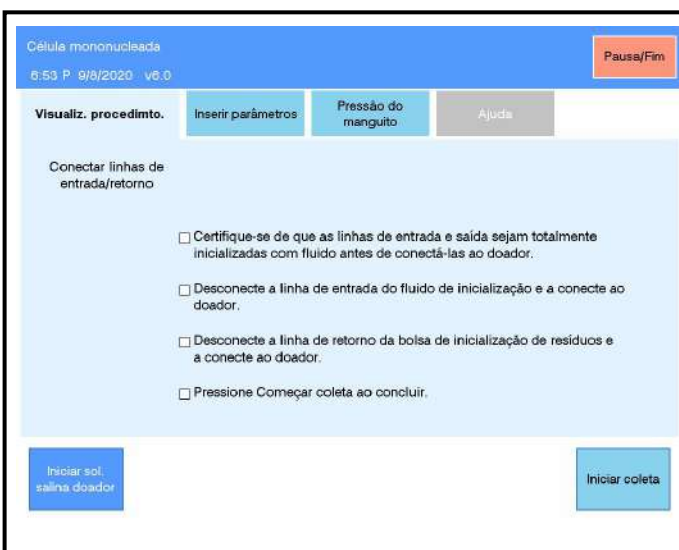 Célula mononucleada
6:53 P 9/8/2020 v6.0
Pausa/Fim
Visualiz. procedimto.
Inserir parâmetros
Pressão do
manguito
Ajuda
Conectar linhas de
entrada/retorno
Certifique-se de que as linhas de entrada e saída sejam totalmente
inicializadas com fluido antes de conectá-las ao doador.
Desconecte a linha de entrada do fluido de inicialização e a conecte ao
doador.
Desconecte a linha de retorno da bolsa de inicialização de resíduos e
a conecte ao doador.
Pressione Começar coleta ao concluir.
Iniciar sol.
salina doador
Iniciar coleta